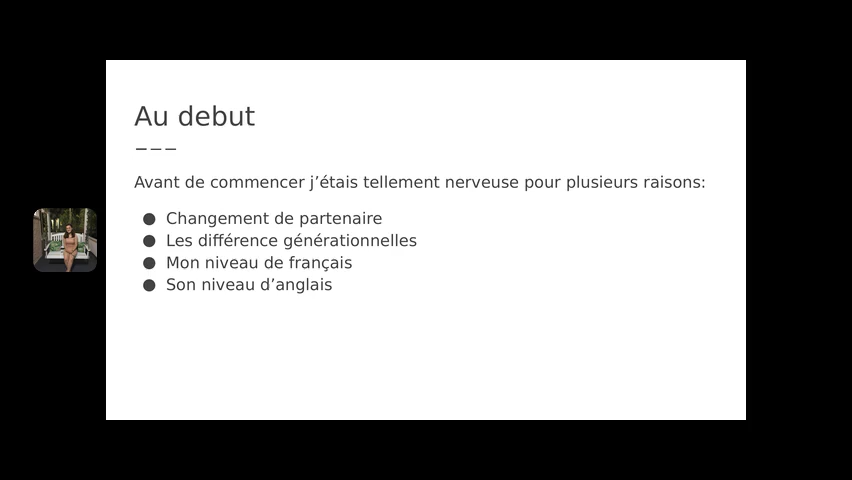 Au debut
Avant de commencer j’étais tellement nerveuse pour plusieurs raisons:
● Changement de partenaire
● Les différence générationnelles
● Mon niveau de français
● Son niveau d’anglais